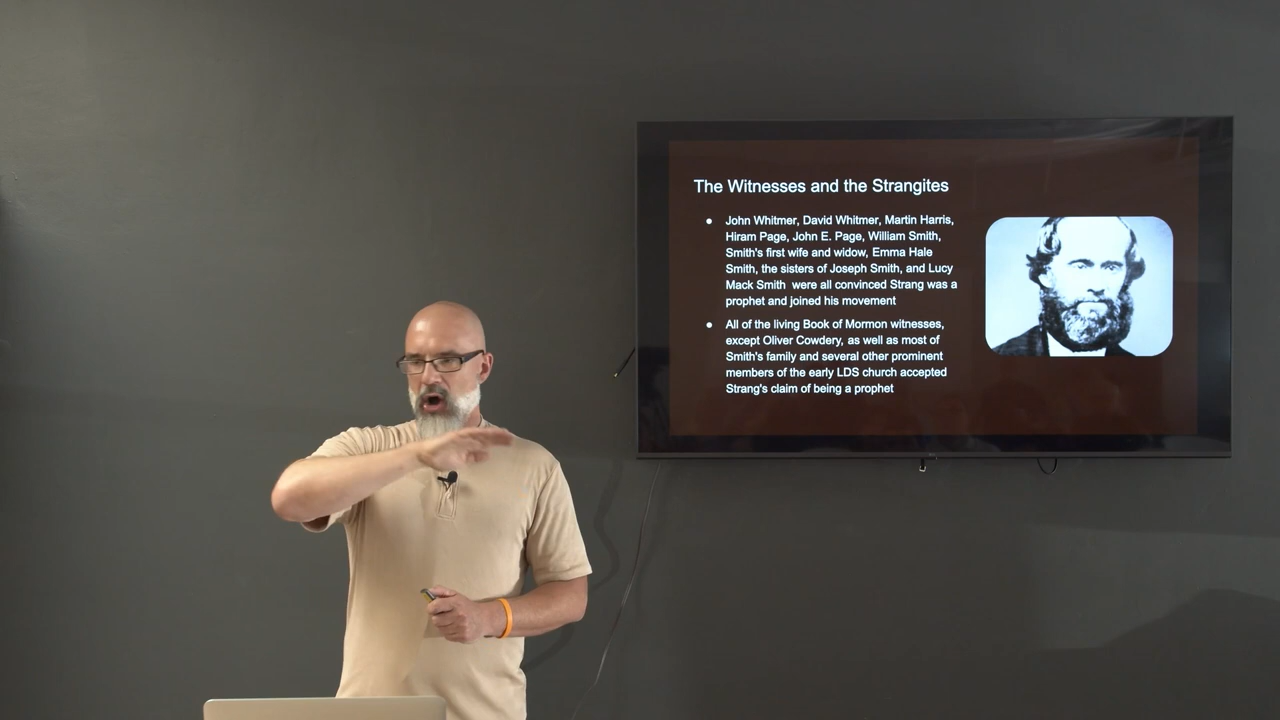 The Witnesses and the Strangites
● John Whitmer, David Whitmer, Martin Harris,
Hiram Page, John E. Page, William Smith,
Smith's first wife and widow, Emma Hale
Smith, the sisters of Joseph Smith, and Lucy
Mack Smith were all convinced Strang was a
prophet and joined his movement
● All of the living Book of Mormon witnesses,
except Oliver Cowdery, as well as most of
Smith's family and several other prominent
members of the early LDS church accepted
Strang's claim of being a prophet